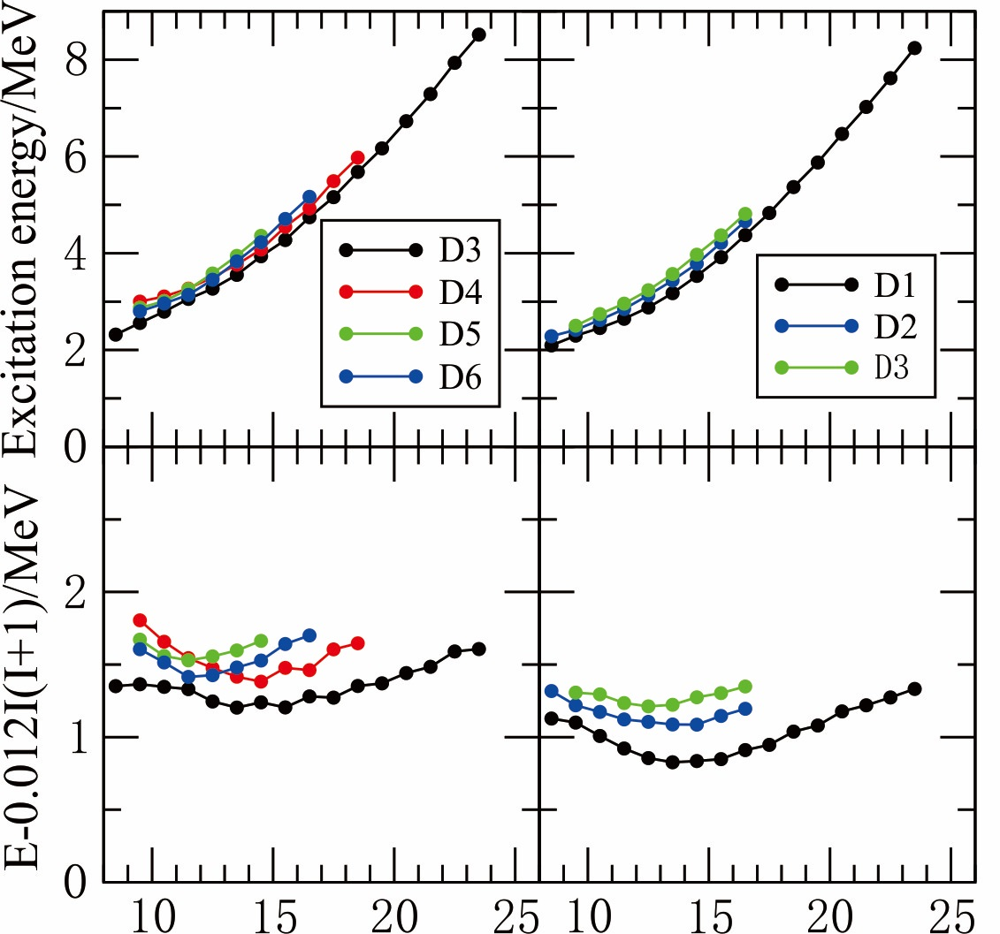 Excitation energy/MeV
8
6
4
2
0
D3
D4
D5
D6
D1
D2
D3
E-0.012I(I+1)/MeV
2
1
0
10 15 20 25 10 15 20 25